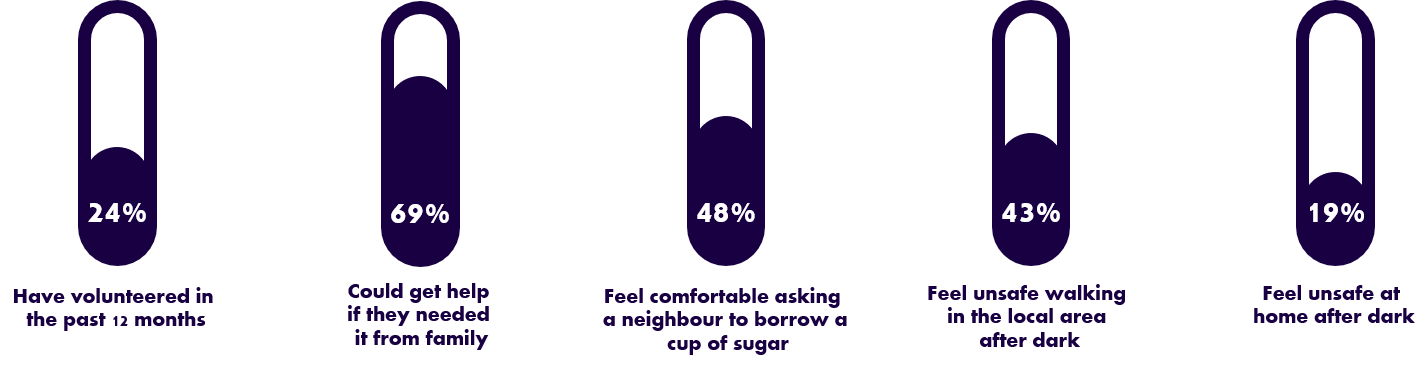 24%
Have volunteered in
the past 12 months
69%
Could get help
if they needed
it from family
48%
Feel comfortable asking
a neighbour to borrow a
cup of sugar
43%
Feel unsafe walking
in the local area
after dark
19%
Feel unsafe at
home after dark